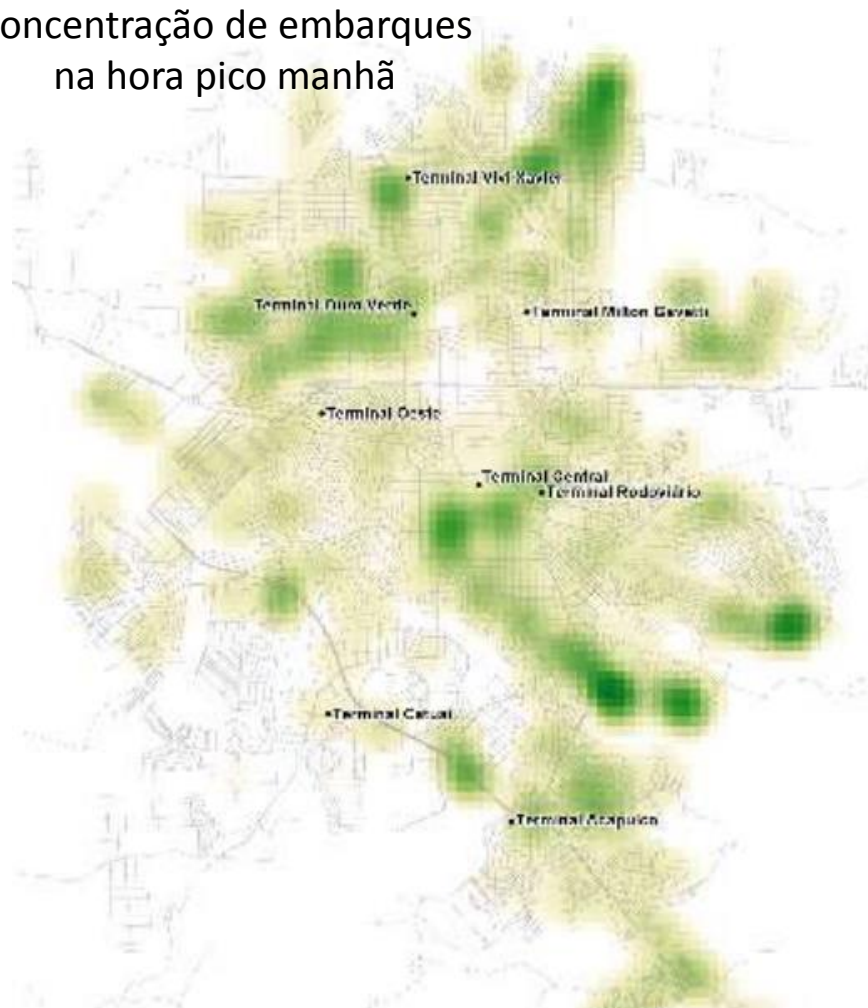 oncentração de embarques
na hora pico manhã
Terminal Vivi Xavier
Terminal Ouro Verde
Terminal Milton Gavetti
Terminal Oeste
Terminal Central
Terminal Rodoviário
Terminal Catuaí
Terminal Acapulco